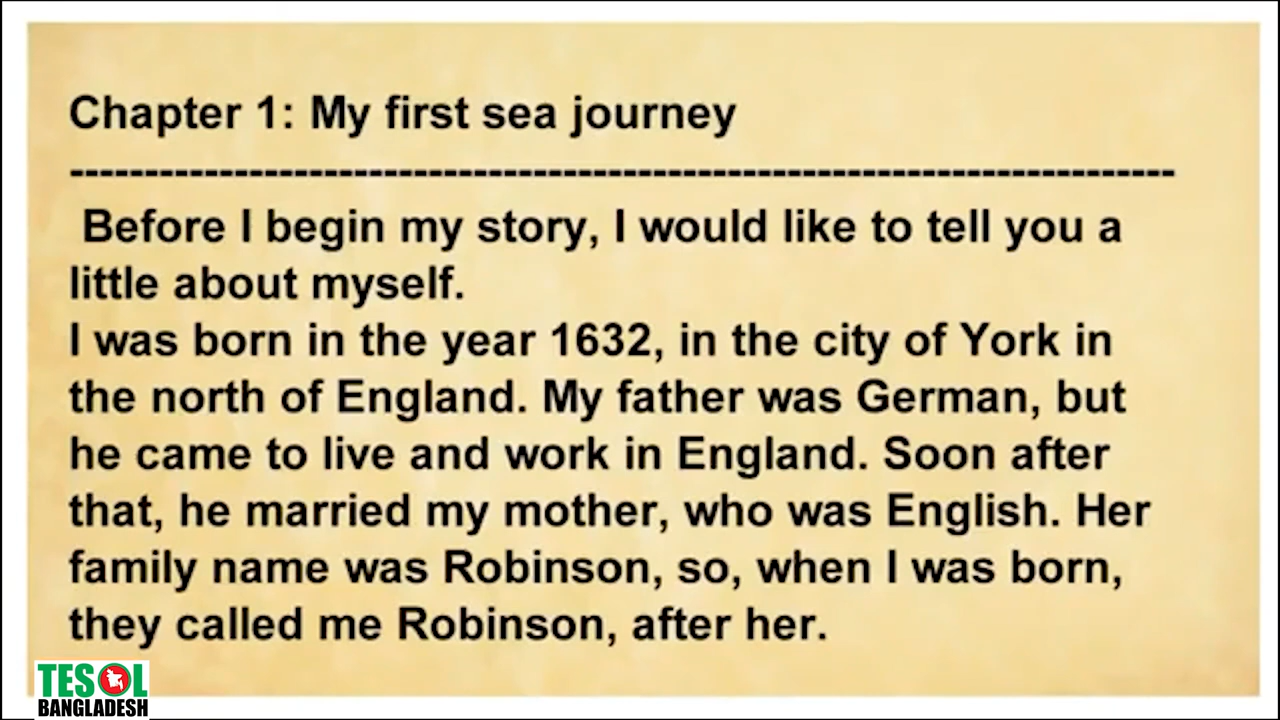 Chapter 1: My first sea journey
--------------------------------------------------------------------------
Before I begin my story, I would like to tell you a
little about myself.
I was born in the year 1632, in the city of York in
the north of England. My father was German, but
he came to live and work in England. Soon after
that, he married my mother, who was English. Her
family name was Robinson, so, when I was born,
they called me Robinson, after her.
TESOL
BANGLADESH